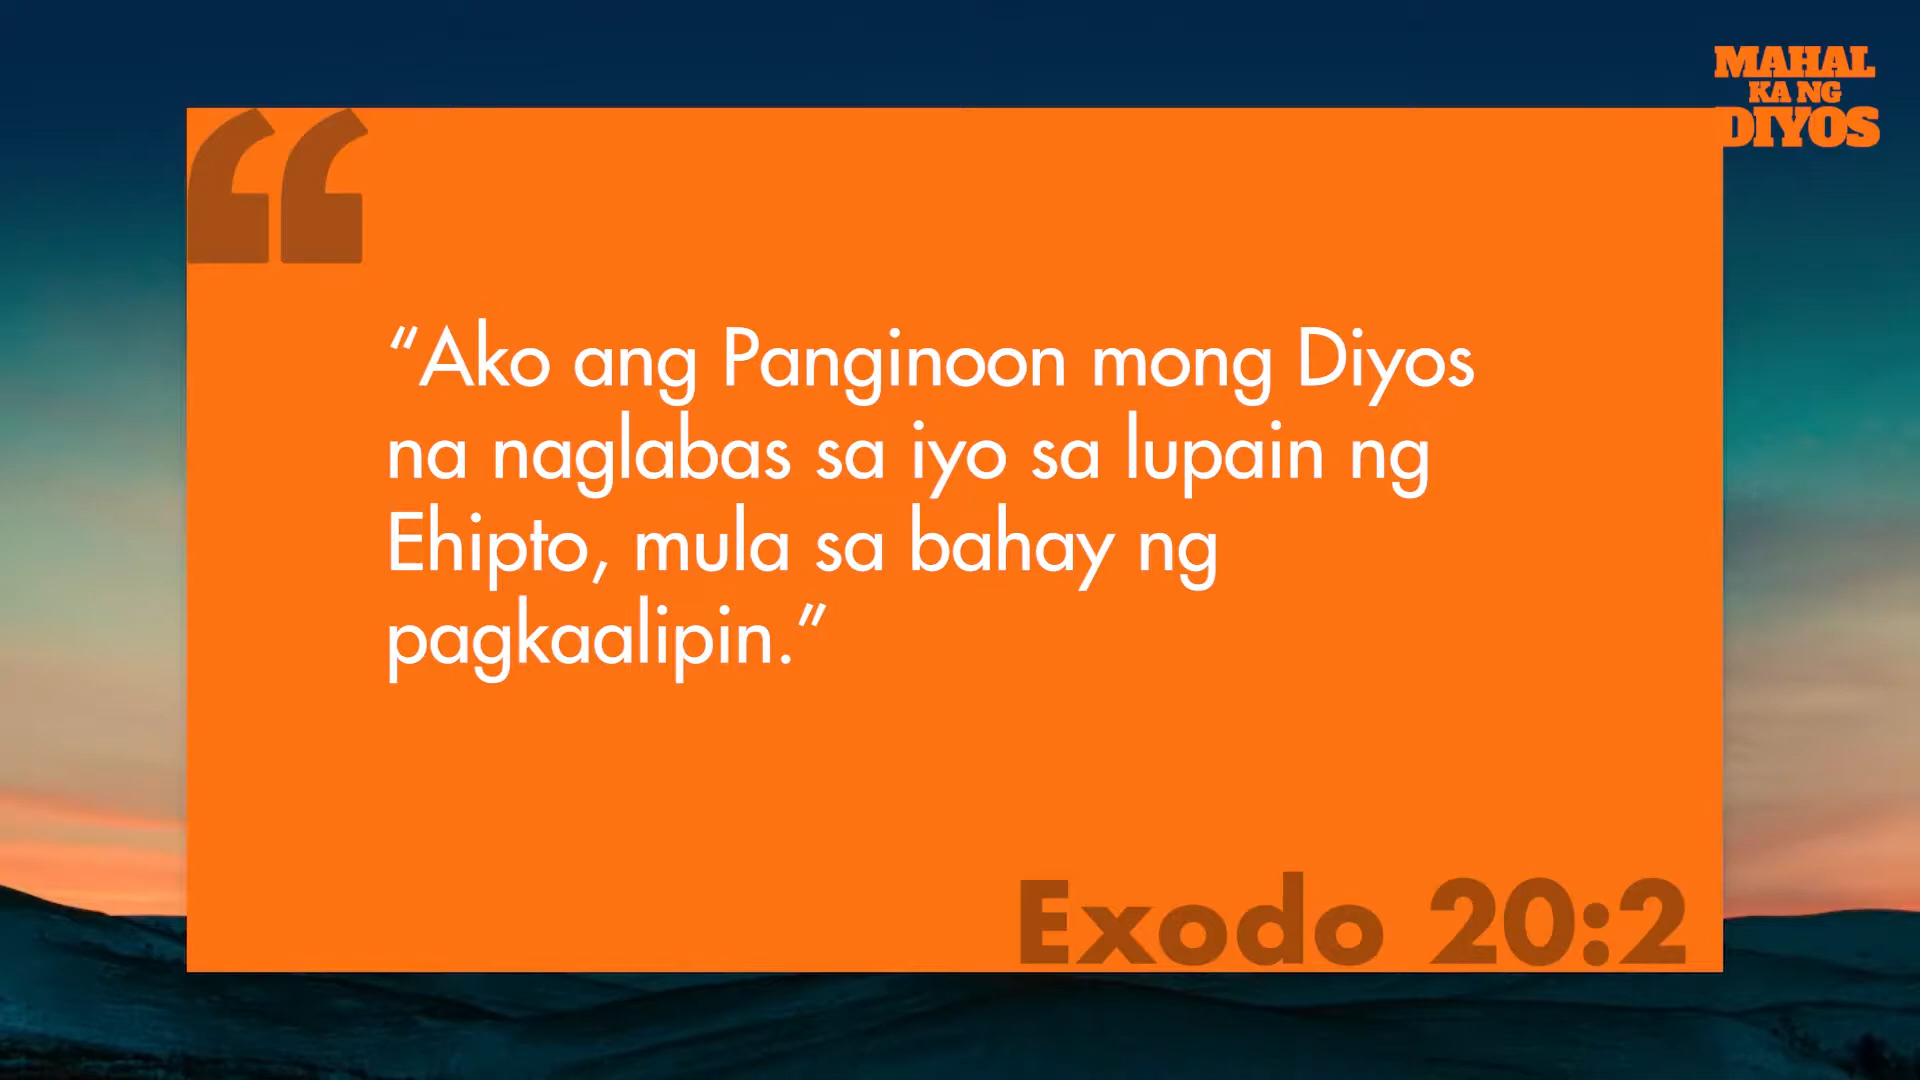 MAHAL
KA NG
DIYOS
“Ako ang Panginoon mong Diyos
na naglabas sa iyo sa lupain ng
Ehipto, mula sa bahay ng
pagkaalipin.”
Exodo 20:2